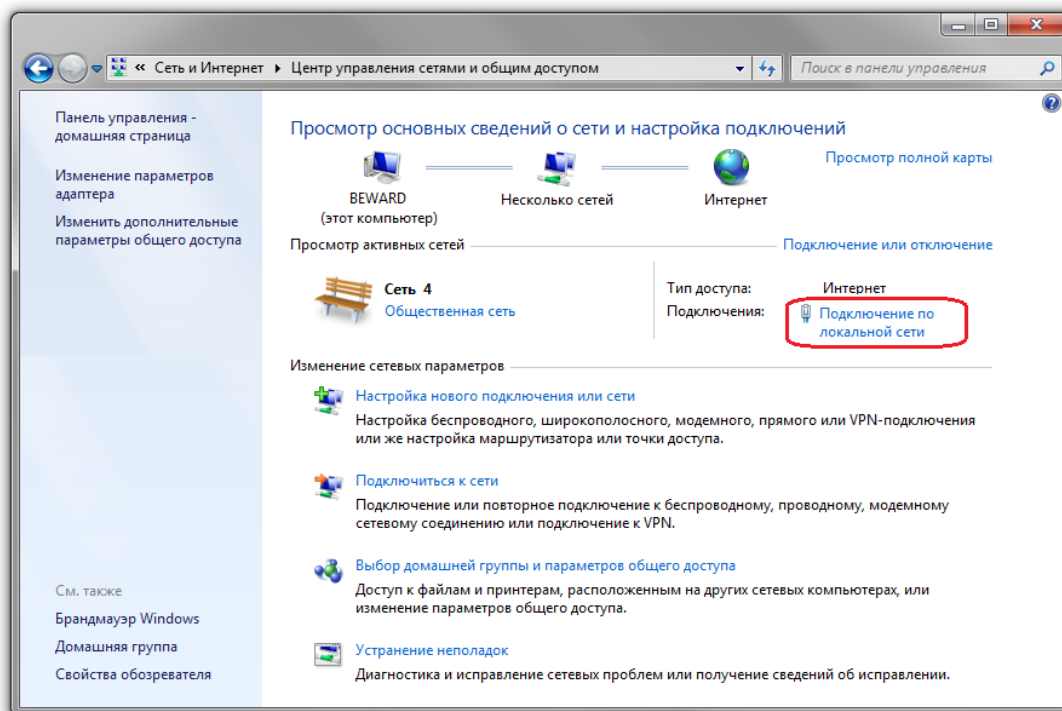 « Сеть и Интернет ▸ Центр управления сетями и общим доступом
Поиск в панели управления
Панель управления -
домашняя страница
Изменение параметров
адаптера
Изменить дополнительные
параметры общего доступа
См. также
Брандмауэр Windows
Домашняя группа
Свойства обозревателя
Просмотр основных сведений о сети и настройка подключений
Просмотр полной карты
BEWARD
(этот компьютер)
Несколько сетей
Интернет
Просмотр активных сетей
Подключение или отключение
Сеть 4
Общественная сеть
Тип доступа: Интернет
Подключения: Подключение по
локальной сети
Изменение сетевых параметров
Настройка нового подключения или сети
Настройка беспроводного, широкополосного, модемного, прямого или VPN-подключения
или же настройка маршрутизатора или точки доступа.
Подключиться к сети
Подключение или повторное подключение к беспроводному, проводному, модемному
сетевому соединению или подключение к VPN.
Выбор домашней группы и параметров общего доступа
Доступ к файлам и принтерам, расположенным на других сетевых компьютерах, или
изменение параметров общего доступа.
Устранение неполадок
Диагностика и исправление сетевых проблем или получение сведений об исправлении.